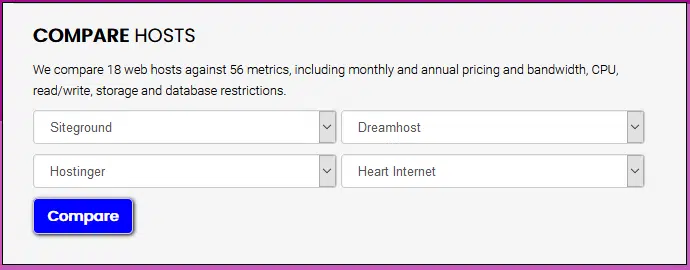 COMPARE HOSTS
We compare 18 web hosts against 56 metrics, including monthly and annual pricing and bandwidth, CPU,
read/write, storage and database restrictions.
Siteground
Dreamhost
Hostinger
Heart Internet
Compare